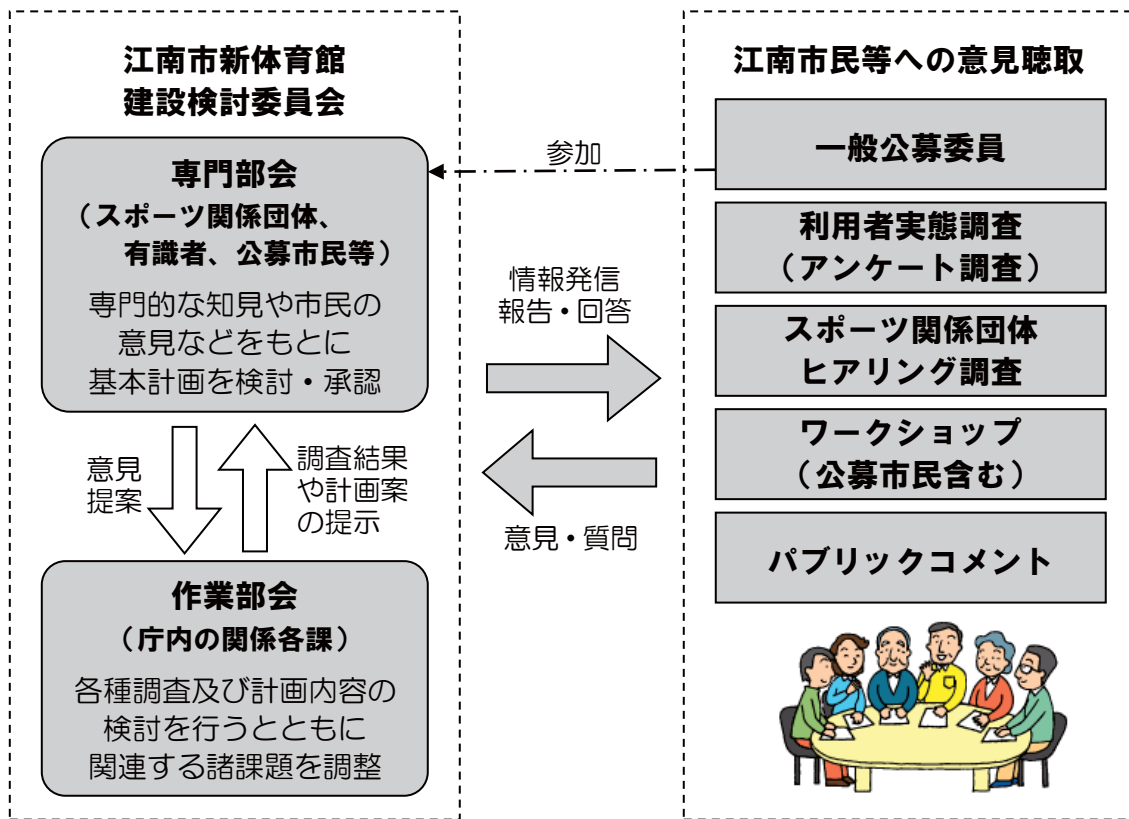 江南市新体育館
建設検討委員会
専門部会
（スポーツ関係団体、
有識者、公募市民等）
専門的な知見や市民の
意見などをもとに
基本計画を検討・承認
意見
提案
調査結果
や計画案
の提示
作業部会
（庁内の関係各課）
各種調査及び計画内容の
検討を行うとともに
関連する諸課題を調整
参加
情報発信
報告・回答
意見・質問
江南市民等への意見聴取
一般公募委員
利用者実態調査
（アンケート調査）
スポーツ関係団体
ヒアリング調査
ワークショップ
（公募市民含む）
パブリックコメント